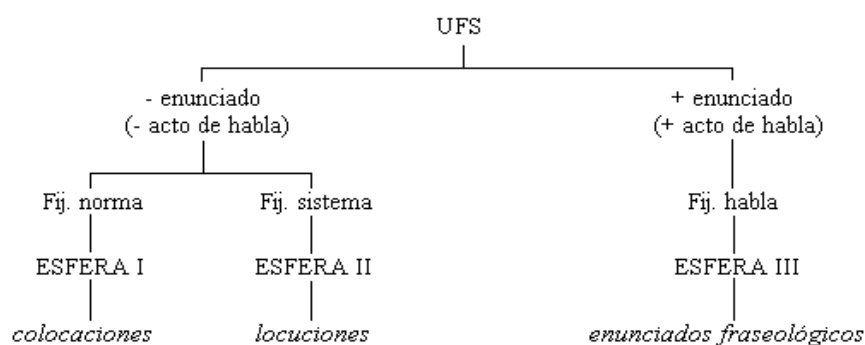 UFS
- enunciado
(- acto de habla)
+ enunciado
(+ acto de habla)
Fij. norma
Fij. sistema
Fij. habla
ESFERA I
ESFERA II
ESFERA III
colocaciones
locuciones
enunciados fraseológicos